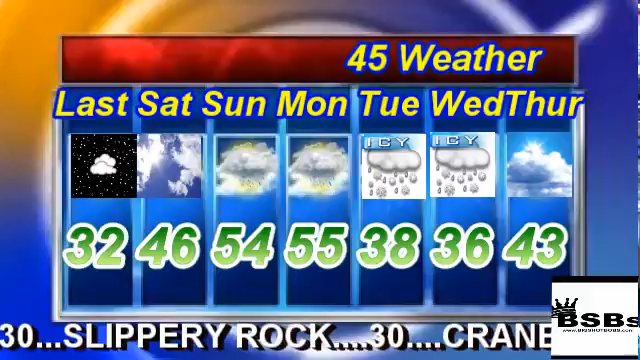 45 Weather
Last Sat Sun Mon Tue WedThur
ICY ICY
32 46 54 55 38 36 43
BSBs
30...SLIPPERY ROCK....30....CRANE